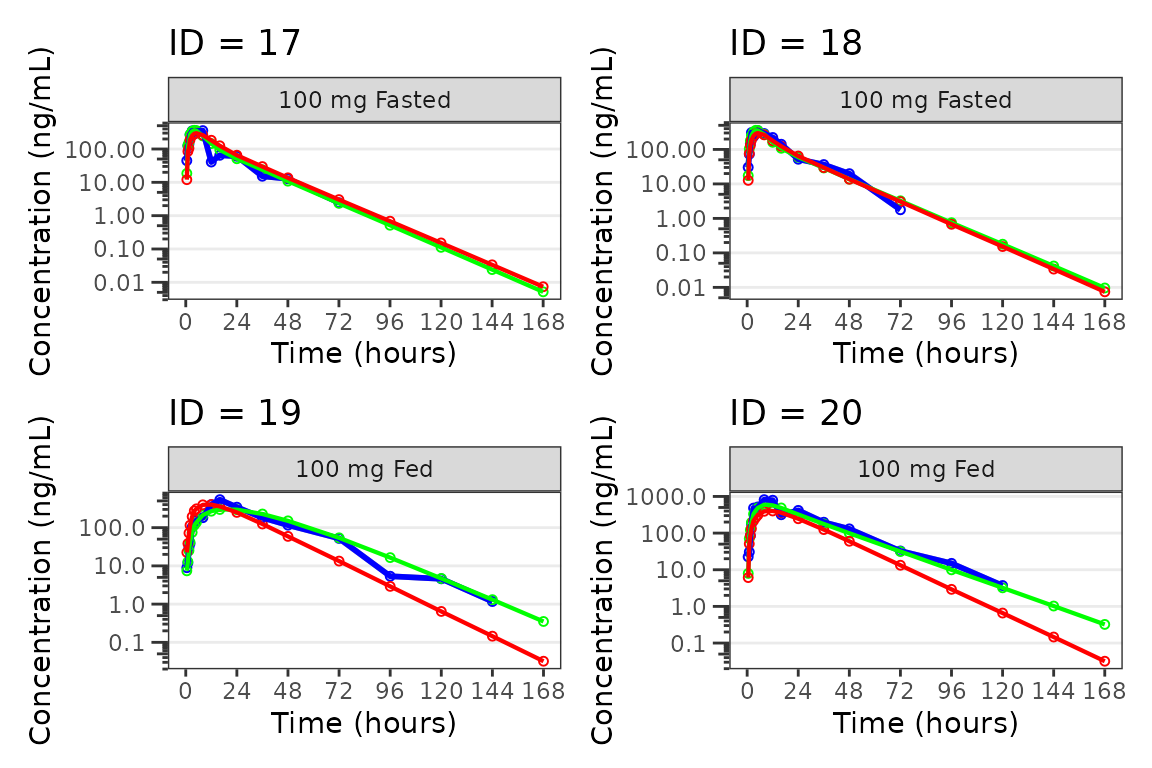 ID = 17
100 mg Fasted
Concentration (ng/mL)
100.00
10.00
1.00
0.10
0.01
0 24 48 72 96 120 144 168
Time (hours)
ID = 18
100 mg Fasted
Concentration (ng/mL)
100.00
10.00
1.00
0.10
0.01
0 24 48 72 96 120 144 168
Time (hours)
ID = 19
100 mg Fed
Concentration (ng/mL)
100.0
10.0
1.0
0.1
0 24 48 72 96 120 144 168
Time (hours)
ID = 20
100 mg Fed
Concentration (ng/mL)
1000.0
100.0
10.0
1.0
0.1
0 24 48 72 96 120 144 168
Time (hours)